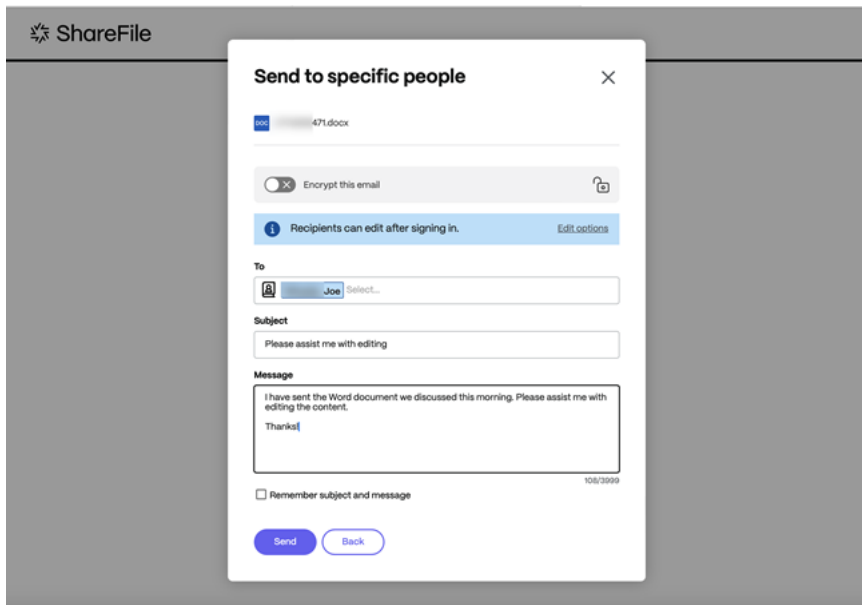 ShareFile
Send to specific people
DOC 471.docx
Encrypt this email
Recipients can edit after signing in. Edit options
To
Joe Select...
Subject
Please assist me with editing
Message
I have sent the Word document we discussed this morning. Please assist me with
editing the content.
Thanks!
108/3999
Remember subject and message
Send Back